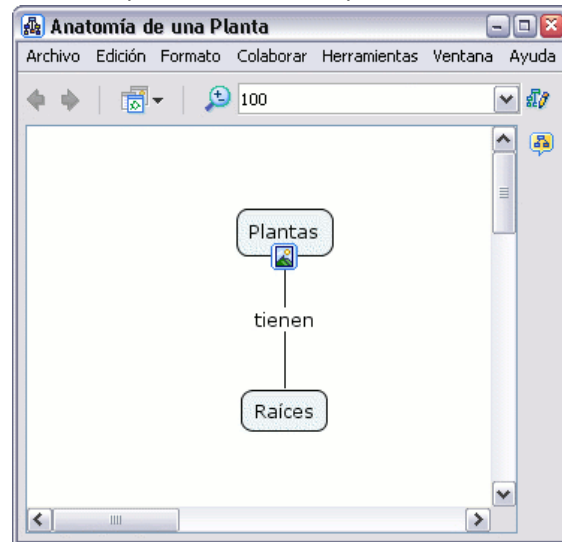 Anatomía de una Planta
Archivo Edición Formato Colaborar Herramientas Ventana Ayuda
100
Plantas
tienen
Raíces